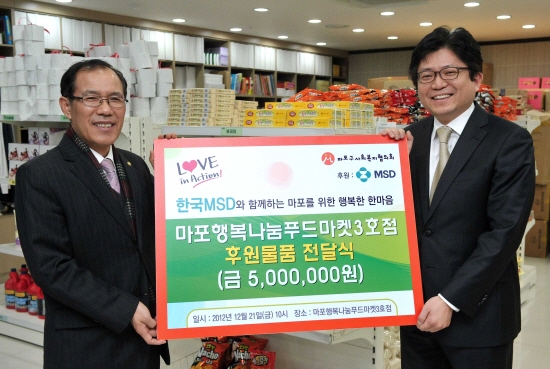 LOVE
in Action!
마포구사회복지협의회
후원: MSD
한국MSD와 함께하는 마포를 위한 행복한 한마음
마포행복나눔푸드마켓3호점
후원물품 전달식
(금 5,000,000원)
일시 : 2012년 12월 21일(금) 10시 장소 : 마포행복나눔푸드마켓3호점
Nacho